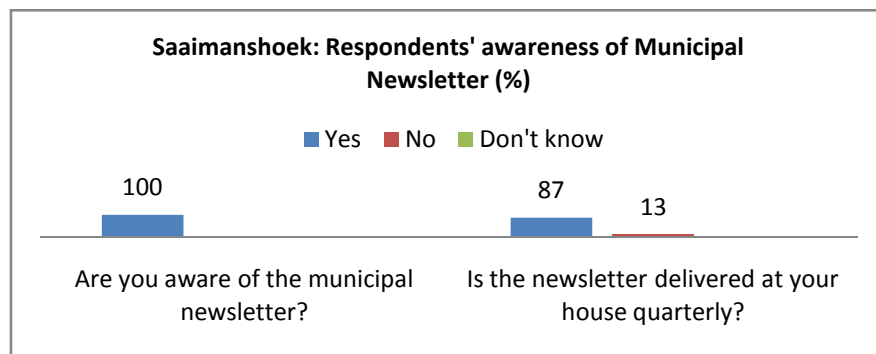 Saaimanshoek: Respondents' awareness of Municipal
Newsletter (%)
Yes No Don't know
100
87
13
Are you aware of the municipal
newsletter?
Is the newsletter delivered at your
house quarterly?